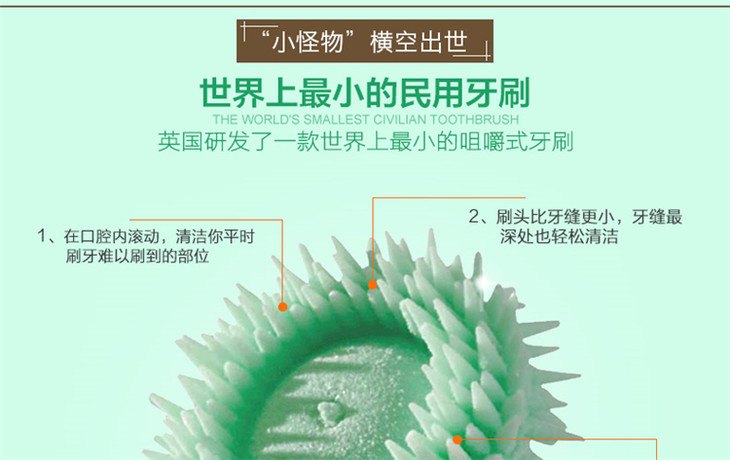 “小怪物”横空出世
世界上最小的民用牙刷
THE WORLD'S SMALLEST CIVILIAN TOOTHBRUSH
英国研发了一款世界上最小的咀嚼式牙刷
1、在口腔内滚动，清洁你平时
刷牙难以刷到的部位
2、刷头比牙缝更小，牙缝最
深处也轻松清洁